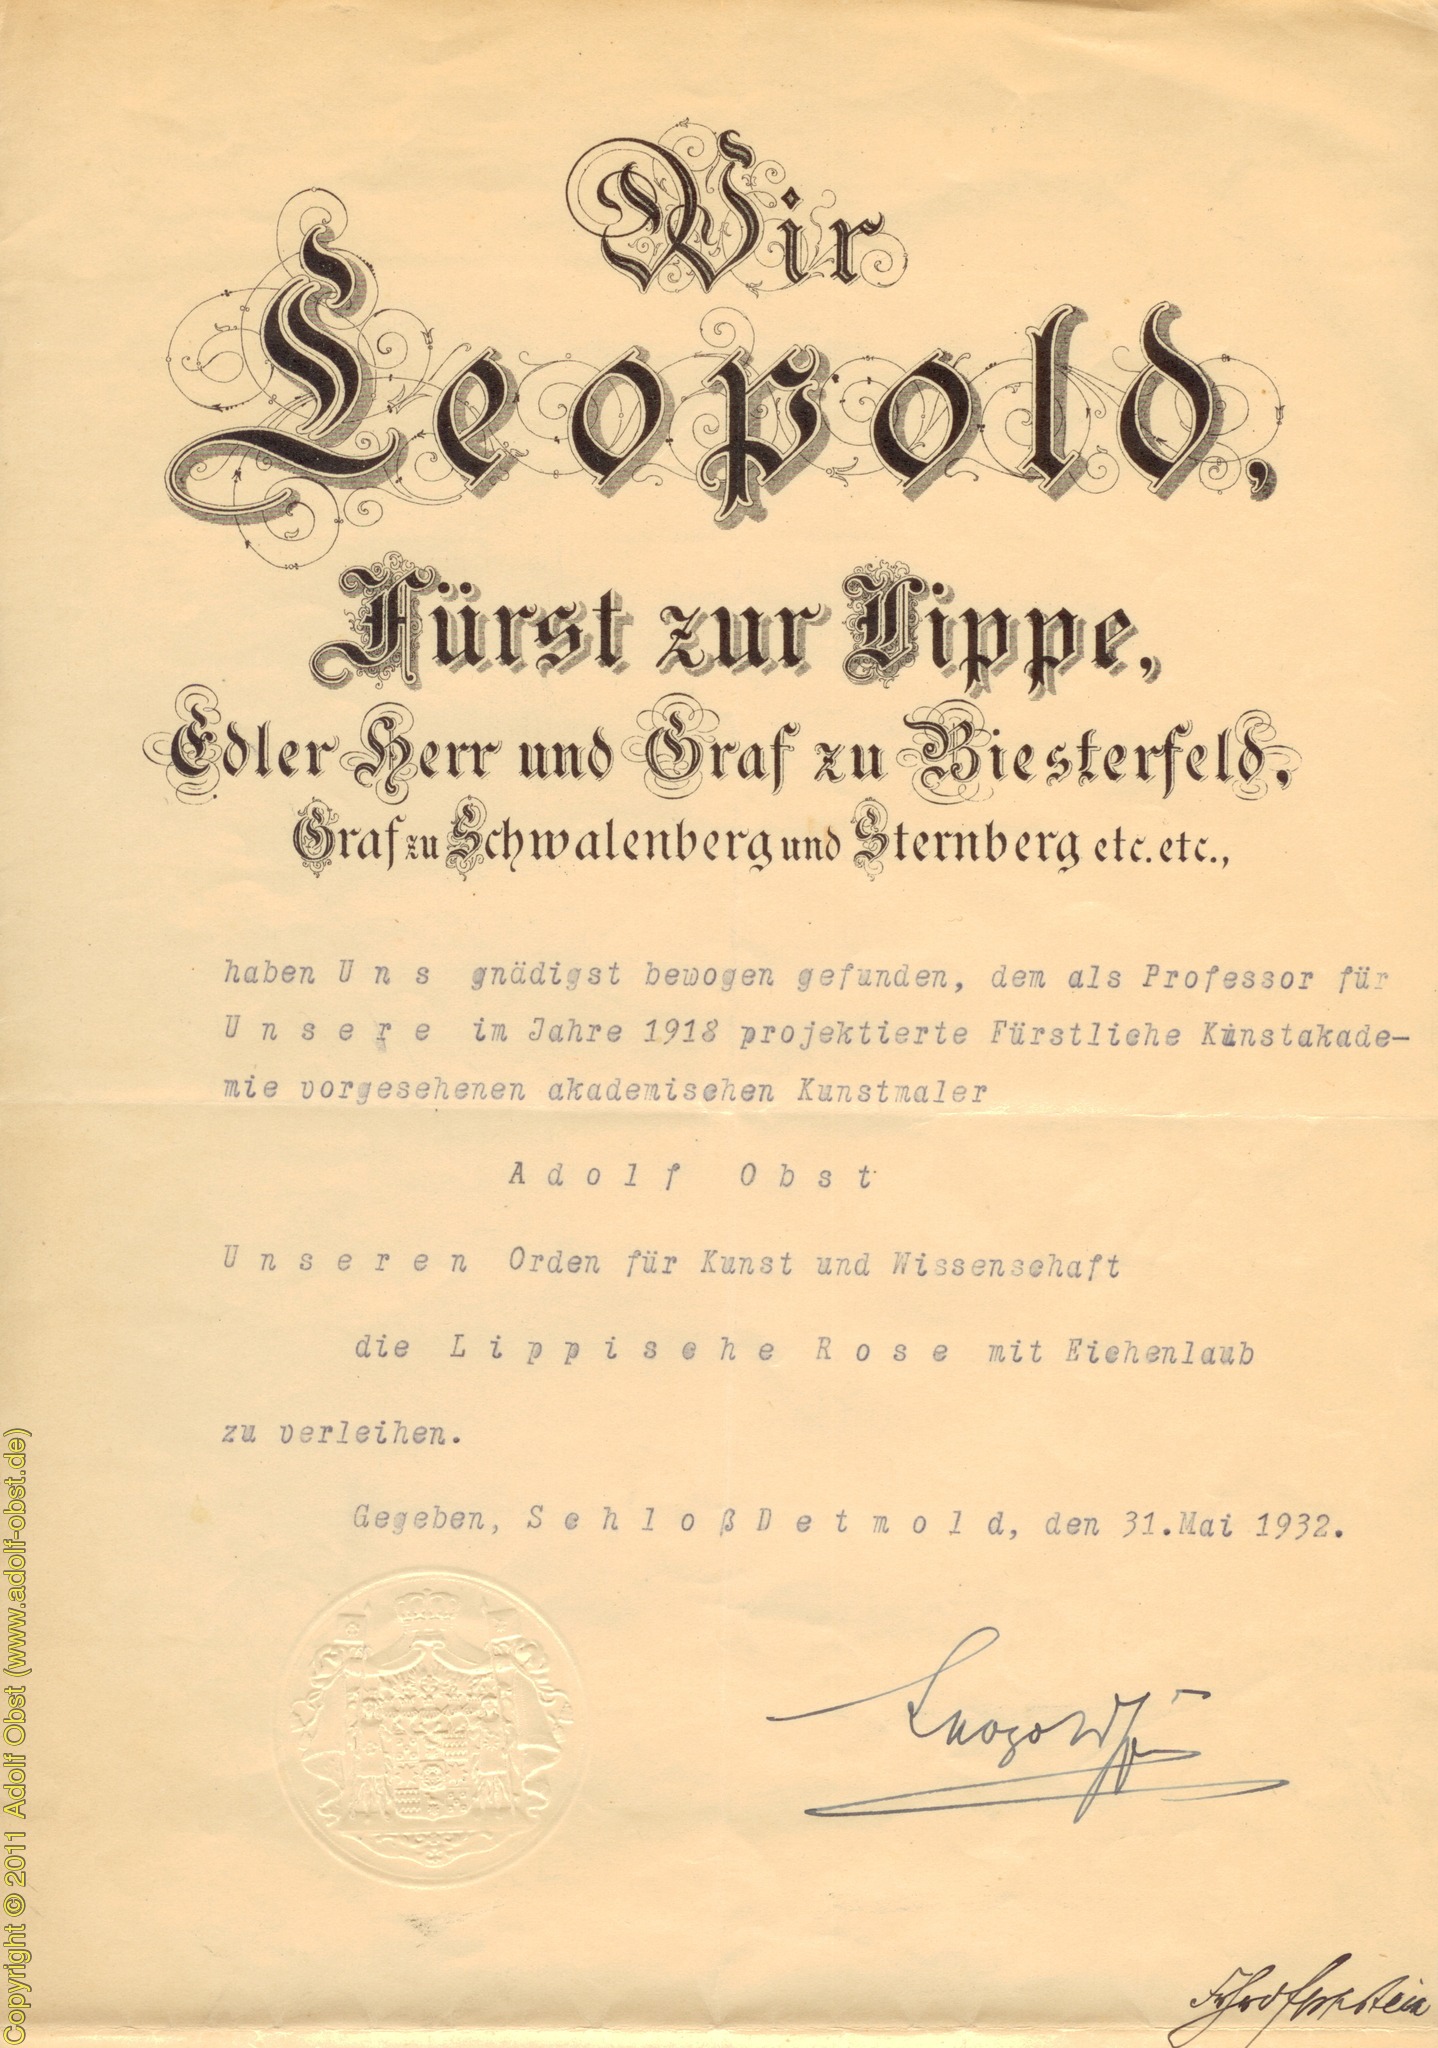 Wir
Leopold,
Fürst zur Lippe,
Edler Herr und Graf zu Biesterfeld,
Graf zu Schwalenberg und Sternberg etc. etc.,
haben U n s gnädigst bewogen gefunden, dem als Professor für
U n s e r e im Jahre 1918 projektierte Fürstliche Kunstakade-
mie vorgesehenen akademischen Kunstmaler
A d o l f O b s t
U n s e r e n Orden für Kunst und Wissenschaft
die L i p p i s c h e R o s e mit Eichenlaub
zu verleihen.
Gegeben, S c h l o ß D e t m o l d, den 31.Mai 1932.
Leopold
Copyright © 2011 Adolf Obst (www.adolf-obst.de)